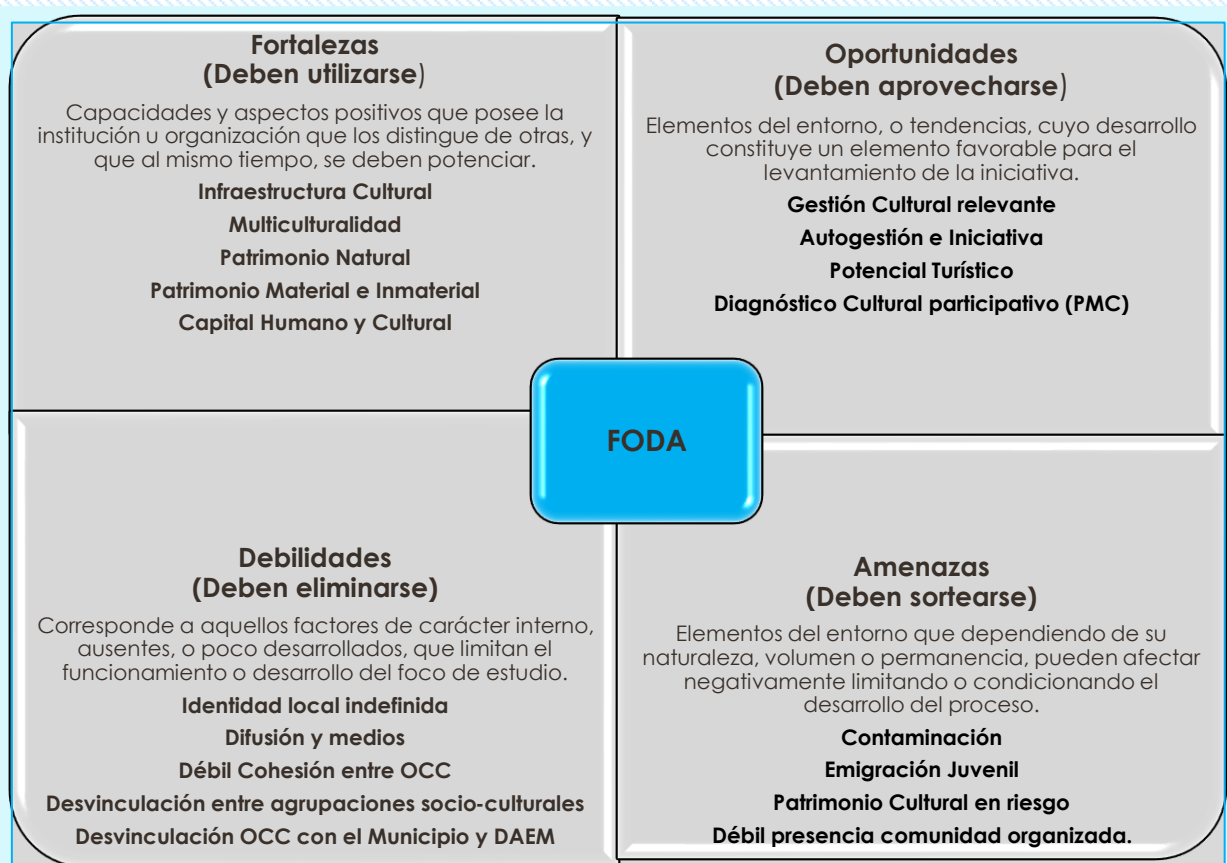 Fortalezas
(Deben utilizarse)
Capacidades y aspectos positivos que posee la
institución u organización que los distingue de otras, y
que al mismo tiempo, se deben potenciar.
Infraestructura Cultural
Multiculturalidad
Patrimonio Natural
Patrimonio Material e Inmaterial
Capital Humano y Cultural
Oportunidades
(Deben aprovecharse)
Elementos del entorno, o tendencias, cuyo desarrollo
constituye un elemento favorable para el
levantamiento de la iniciativa.
Gestión Cultural relevante
Autogestión e Iniciativa
Potencial Turístico
Diagnóstico Cultural participativo (PMC)
FODA
Debilidades
(Deben eliminarse)
Corresponde a aquellos factores de carácter interno,
ausentes, o poco desarrollados, que limitan el
funcionamiento o desarrollo del foco de estudio.
Identidad local indefinida
Difusión y medios
Débil Cohesión entre OCC
Desvinculación entre agrupaciones socio-culturales
Desvinculación OCC con el Municipio y DAEM
Amenazas
(Deben sortearse)
Elementos del entorno que dependiendo de su
naturaleza, volumen o permanencia, pueden afectar
negativamente limitando o condicionando el
desarrollo del proceso.
Contaminación
Emigración Juvenil
Patrimonio Cultural en riesgo
Débil presencia comunidad organizada.